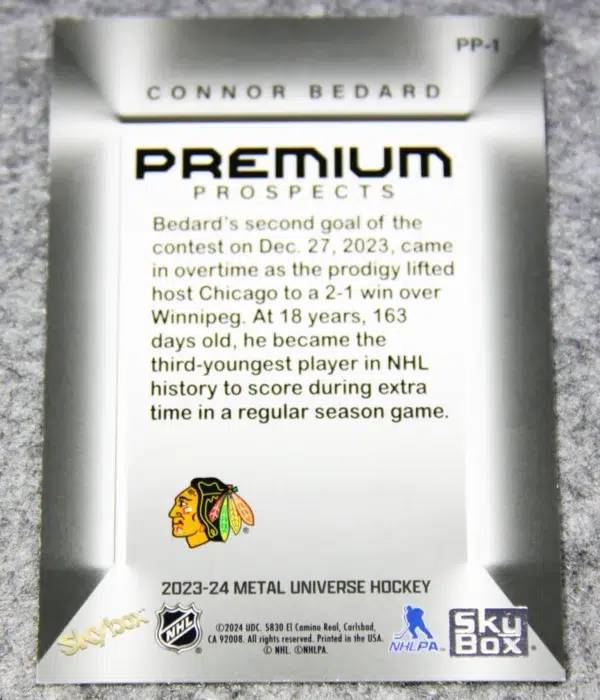 PP-1
CONNOR BEDARD
PREMIUM
PROSPECTS
Bedard's second goal of the
contest on Dec. 27, 2023, came
in overtime as the prodigy lifted
host Chicago to a 2-1 win over
Winnipeg. At 18 years, 163
days old, he became the
third-youngest player in NHL
history to score during extra
time in a regular season game.
®
2023-24 METAL UNIVERSE HOCKEY
Skybox
NHL
©2024 UDC. 5830 El Camino Real, Carlsbad,
CA 92008. All rights reserved. Printed in the USA.
© NHL. ©NHLPA.
NHLPA
Sky
Box